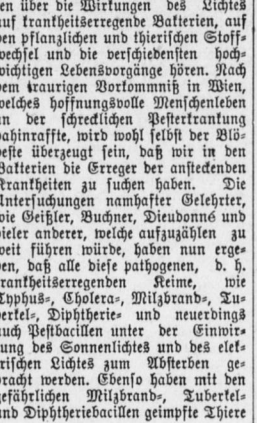 en über die Wirkungen des Lichtes
uf krankheitserregende Bakterien, auf
en pflanzlichen und thierischen Stoff-
wechsel und die verschiedensten hoch-
wichtigen Lebensvorgänge hören. Nach
dem traurigen Vorkommniß in Wien,
welches hoffnungsvolle Menschenleben
in der schrecklichen Pesterkrankung
dahinraffte, wird wohl selbst der Blö-
deste überzeugt sein, daß wir in den
Bakterien die Erreger der ansteckenden
Krankheiten zu suchen haben. Die
Untersuchungen namhafter Gelehrter,
wie Geißler, Buchner, Dieudonné und
vieler anderer, welche aufzuzählen zu
weit führen würde, haben nun erge-
ben, daß alle diese pathogenen, d. h.
krankheitserregenden Keime, wie
Typhus-, Cholera-, Milzbrand-, Tu-
berkel-, Diphtherie- und neuerdings
auch Pestbacillen unter der Einwir-
kung des Sonnenlichtes und des elek-
trischen Lichtes zum Absterben ge-
bracht werden. Ebenso haben mit den
gefährlichen Milzbrand-, Tuberkel-
und Diphtheriebacillen geimpfte Thiere